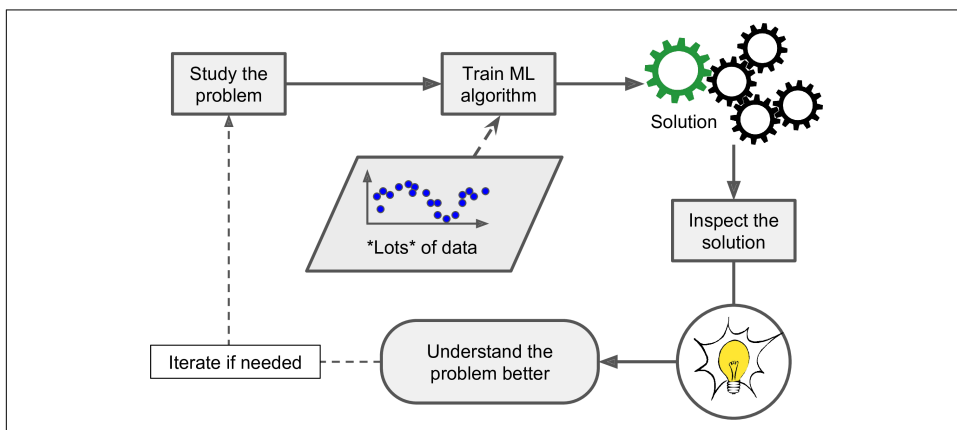 Study the
problem
Train ML
algorithm
Solution
*Lots* of data
Inspect the
solution
Understand the
problem better
Iterate if needed